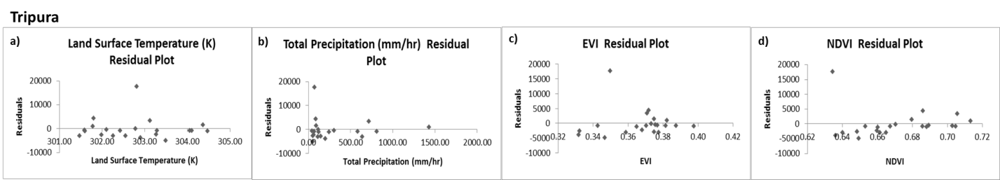 Tripura
a)
Land Surface Temperature (K)
Residual Plot
20000
10000
0
-10000
301.00 302.00 303.00 304.00 305.00
Residuals
Land Surface Temperature (K)
b)
Total Precipitation (mm/hr) Residual
Plot
20000
10000
0
-10000
0.00 500.00 1000.00 1500.00 2000.00
Residuals
Total Precipitation (mm/hr)
c)
EVI Residual Plot
20000
15000
10000
5000
0
-5000
-10000
0.32 0.34 0.36 0.38 0.40 0.42
Residuals
EVI
d)
NDVI Residual Plot
20000
15000
10000
5000
0
-5000
-10000
0.62 0.64 0.66 0.68 0.70 0.72
Residuals
NDVI